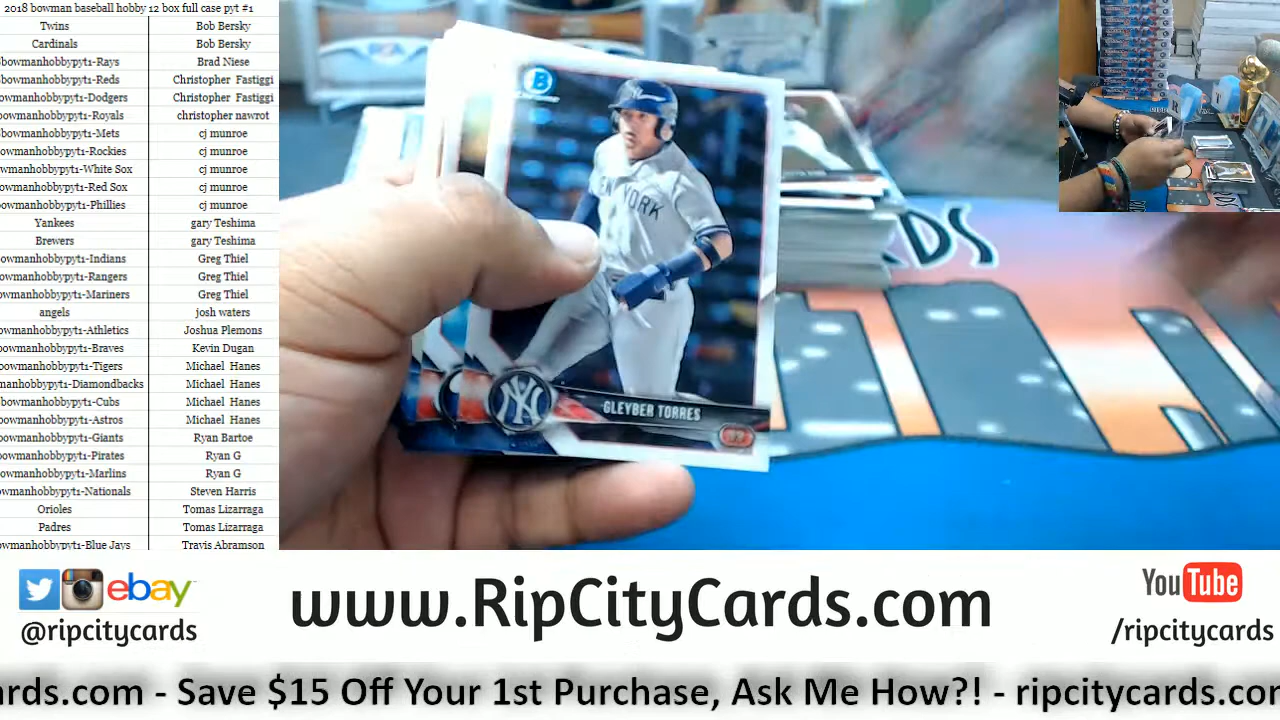 2018 bowman baseball hobby 12 box full case pyt #1
Twins Bob Bersky
Cardinals Bob Bersky
bowmanhobbypyt1-Rays Brad Niese
owmanhobbypyt1-Reds Christopher Fastiggi
owmanhobbypyt1-Dodgers Christopher Fastiggi
owmanhobbypyt1-Royals christopher nawrot
bowmanhobbypyt1-Mets cj munroe
owmanhobbypyt1-Rockies cj munroe
owmanhobbypyt1-White Sox cj munroe
owmanhobbypyt1-Red Sox cj munroe
owmanhobbypyt1-Phillies cj munroe
Yankees gary Teshima
Brewers gary Teshima
owmanhobbypyt1-Indians Greg Thiel
owmanhobbypyt1-Rangers Greg Thiel
owmanhobbypyt1-Mariners Greg Thiel
angels josh waters
owmanhobbypyt1-Athletics Joshua Plemons
owmanhobbypyt1-Braves Kevin Dugan
owmanhobbypyt1-Tigers Michael Hanes
manhobbypyt1-Diamondbacks Michael Hanes
bowmanhobbypyt1-Cubs Michael Hanes
owmanhobbypyt1-Astros Michael Hanes
owmanhobbypyt1-Giants Ryan Bartoe
owmanhobbypyt1-Pirates Ryan G
owmanhobbypyt1-Marlins Ryan G
wmanhobbypyt1-Nationals Steven Harris
Orioles Tomas Lizarraga
Padres Tomas Lizarraga
owmanhobbypyt1-Blue Jays Travis Abramson
B
NEW YORK
NY
GLEYBER TORRES
RDS
ebay
@ripcitycards
www.RipCityCards.com
YouTube
/ripcitycards
ards.com - Save $15 Off Your 1st Purchase, Ask Me How?! - ripcitycards.com